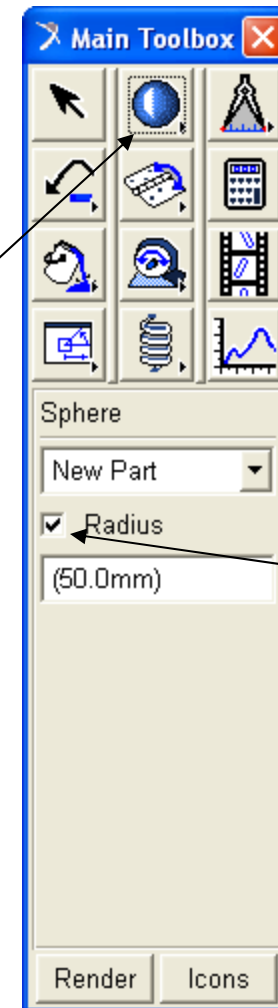 Main Toolbox
Sphere
New Part
Radius
(50.0mm)
Render Icons